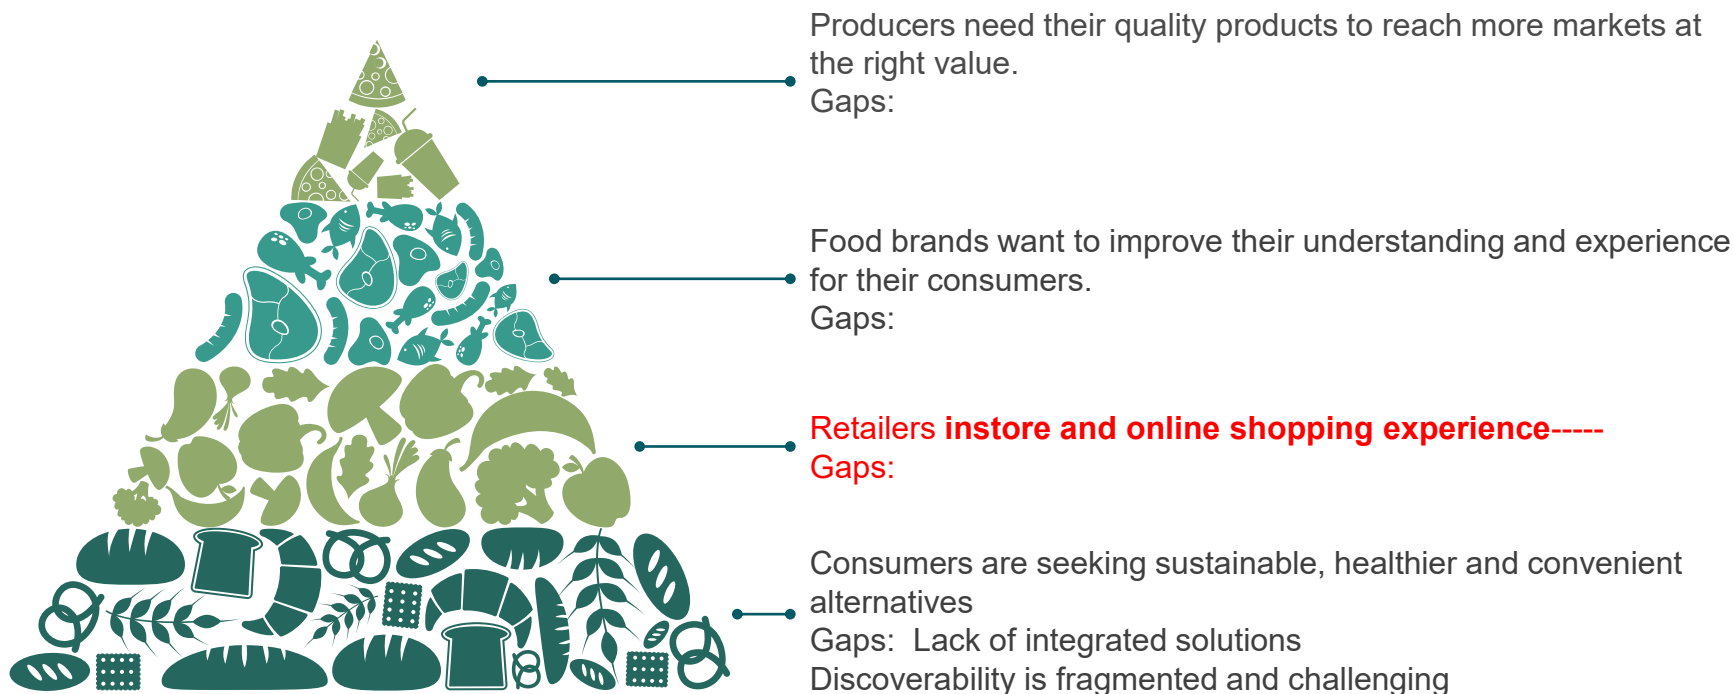 Producers need their quality products to reach more markets at
the right value.
Gaps:
Food brands want to improve their understanding and experience
for their consumers.
Gaps:
Retailers instore and online shopping experience-----
Gaps:
Consumers are seeking sustainable, healthier and convenient
alternatives
Gaps:  Lack of integrated solutions
Discoverability is fragmented and challenging